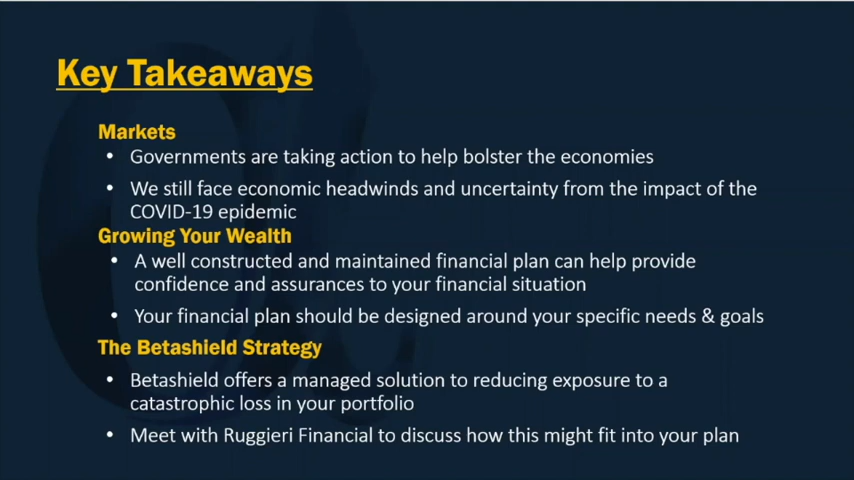 Key Takeaways
Markets
• Governments are taking action to help bolster the economies
• We still face economic headwinds and uncertainty from the impact of the
COVID-19 epidemic
Growing Your Wealth
• A well constructed and maintained financial plan can help provide
confidence and assurances to your financial situation
• Your financial plan should be designed around your specific needs & goals
The Betashield Strategy
• Betashield offers a managed solution to reducing exposure to a
catastrophic loss in your portfolio
• Meet with Ruggieri Financial to discuss how this might fit into your plan